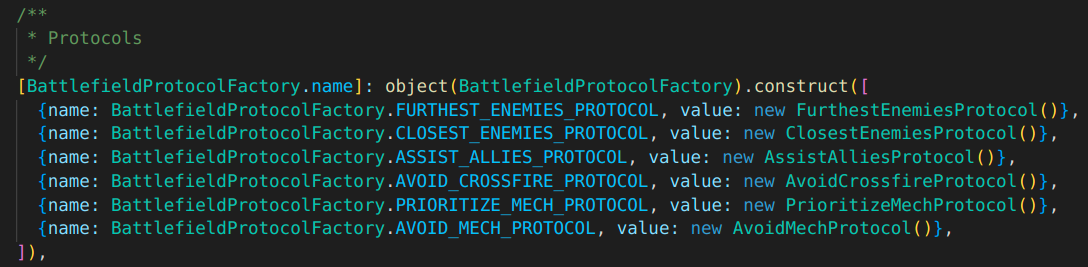 /**
 * Protocols
 */
[BattlefieldProtocolFactory.name]: object(BattlefieldProtocolFactory).construct([
  {name: BattlefieldProtocolFactory.FURTHEST_ENEMIES_PROTOCOL, value: new FurthestEnemiesProtocol()},
  {name: BattlefieldProtocolFactory.CLOSEST_ENEMIES_PROTOCOL, value: new ClosestEnemiesProtocol()},
  {name: BattlefieldProtocolFactory.ASSIST_ALLIES_PROTOCOL, value: new AssistAlliesProtocol()},
  {name: BattlefieldProtocolFactory.AVOID_CROSSFIRE_PROTOCOL, value: new AvoidCrossfireProtocol()},
  {name: BattlefieldProtocolFactory.PRIORITIZE_MECH_PROTOCOL, value: new PrioritizeMechProtocol()},
  {name: BattlefieldProtocolFactory.AVOID_MECH_PROTOCOL, value: new AvoidMechProtocol()},
]),